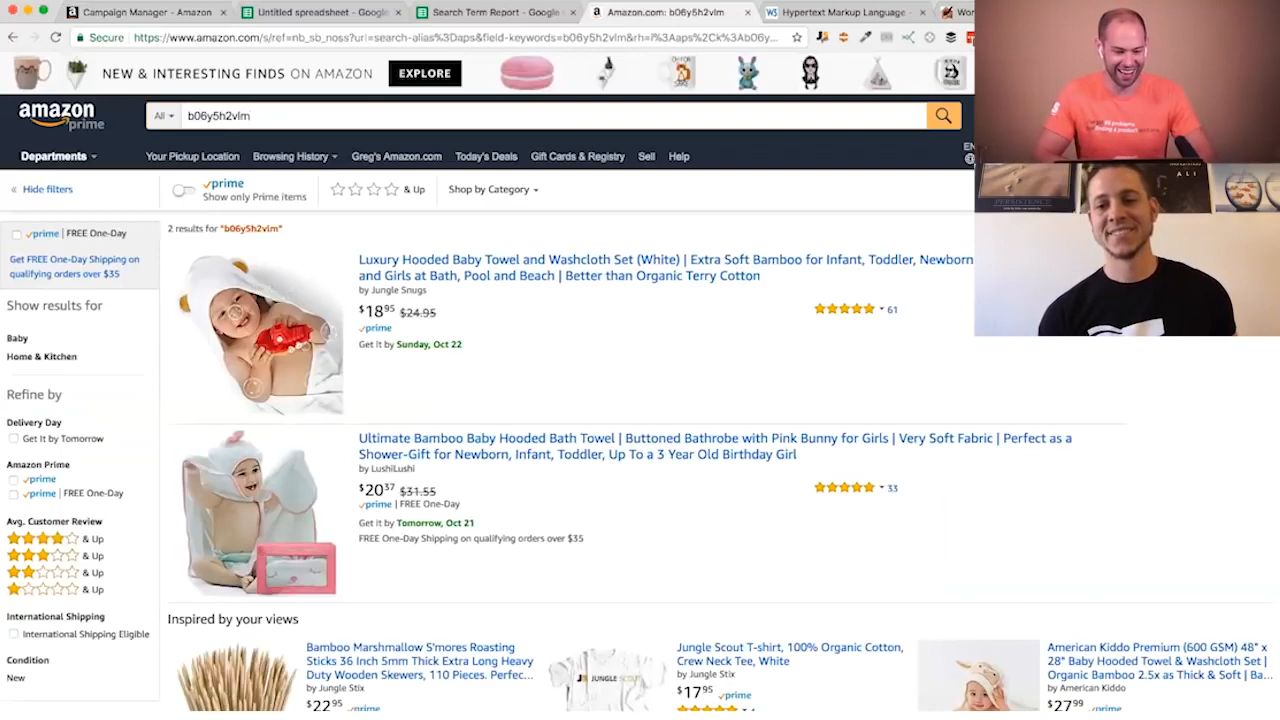 Campaign Manager - Amazon
Untitled spreadsheet - Google
Search Term Report - Google
Amazon.com: b06y5h2vlm
Hypertext Markup Language
Wor
Secure
https://www.amazon.com/s/ref=nb_sb_noss?url=search-alias%3Daps&field-keywords=b06y5h2vlm&rh=i%3Aaps%2Ck%3Ab06y...
NEW & INTERESTING FINDS ON AMAZON
EXPLORE
amazon
prime
All
b06y5h2vlm
Departments
Your Pickup Location
Browsing History
Greg's Amazon.com
Today's Deals
Gift Cards & Registry
Sell
Help
EN
« Hide filters
prime
Show only Prime items
& Up
Shop by Category
2 results for "b06y5h2vlm"
prime | FREE One-Day
Get FREE One-Day Shipping on
qualifying orders over $35
Show results for
Baby
Home & Kitchen
Refine by
Delivery Day
Get It by Tomorrow
Amazon Prime
prime
prime | FREE One-Day
Avg. Customer Review
& Up
& Up
& Up
& Up
International Shipping
International Shipping Eligible
Condition
New
Luxury Hooded Baby Towel and Washcloth Set (White) | Extra Soft Bamboo for Infant, Toddler, Newborn
and Girls at Bath, Pool and Beach | Better than Organic Terry Cotton
by Jungle Snugs
$18 95 $24.95
prime
Get it by Sunday, Oct 22
61
Ultimate Bamboo Baby Hooded Bath Towel | Buttoned Bathrobe with Pink Bunny for Girls | Very Soft Fabric | Perfect as a
Shower-Gift for Newborn, Infant, Toddler, Up To a 3 Year Old Birthday Girl
by LushiLushi
$20 37 $31.55
prime | FREE One-Day
Get it by Tomorrow, Oct 21
FREE One-Day Shipping on qualifying orders over $35
33
Inspired by your views
Bamboo Marshmallow S'mores Roasting
Sticks 36 Inch 5mm Thick Extra Long Heavy
Duty Wooden Skewers, 110 Pieces. Perfec...
by Jungle Stix
$22 95 prime
JUNGLE SCOUT
Jungle Scout T-shirt, 100% Organic Cotton,
Crew Neck Tee, White
by Jungle Stix
$17 95 prime
American Kiddo Premium (600 GSM) 48" x
28" Baby Hooded Towel & Washcloth Set |
Organic Bamboo 2.5x as Thick & Soft | Ba...
by American Kiddo
$27 99 prime
PERSISTENCE
ALI